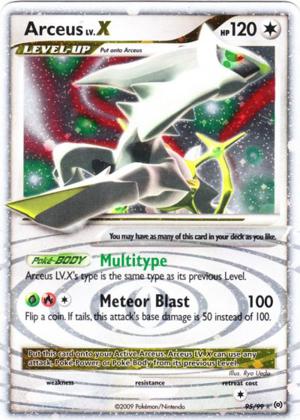 Arceus LV.X HP 120
LEVEL-UP Put onto Arceus
You may have as many of this card in your deck as you like.
Poké-BODY Multitype
Arceus LV.X's type is the same as its previous Level.
Meteor Blast 100
Flip a coin. If tails, this attack's base damage is 50 instead of 100.
Illus. Ryo Ueda
Put this card onto your Active Arceus. Arceus LV.X can use any
attack, Poké-Power, or Poké-Body from its previous Level.
weakness resistance retreat cost
©2009 Pokémon/Nintendo 95/99